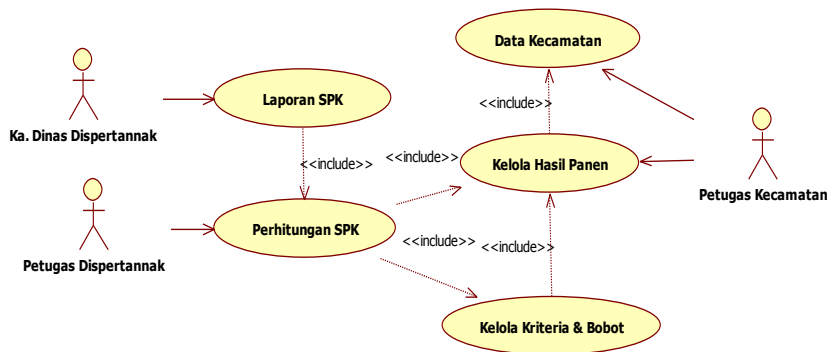 Data Kecamatan
Laporan SPK
<<include>>
Ka. Dinas Dispertannak
<<include>>
<<include>>
Kelola Hasil Panen
Petugas Kecamatan
Perhitungan SPK
<<include>>
<<include>>
Petugas Dispertannak
Kelola Kriteria & Bobot